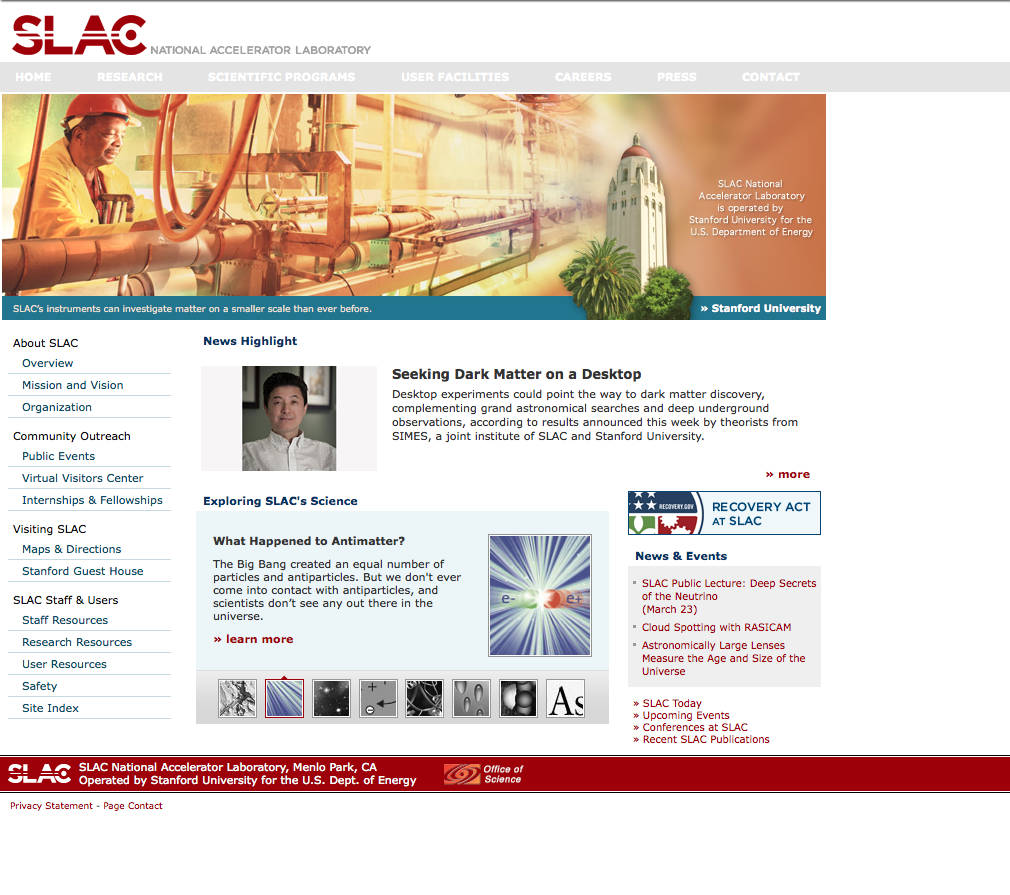 SLAC NATIONAL ACCELERATOR LABORATORY
HOME RESEARCH SCIENTIFIC PROGRAMS USER FACILITIES CAREERS PRESS CONTACT
SLAC National
Accelerator Laboratory
is operated by
Stanford University for the
U.S. Department of Energy
SLAC's instruments can investigate matter on a smaller scale than ever before.
» Stanford University
About SLAC
Overview
Mission and Vision
Organization
Community Outreach
Public Events
Virtual Visitors Center
Internships & Fellowships
Visiting SLAC
Maps & Directions
Stanford Guest House
SLAC Staff & Users
Staff Resources
Research Resources
User Resources
Safety
Site Index
News Highlight
Seeking Dark Matter on a Desktop
Desktop experiments could point the way to dark matter discovery,
complementing grand astronomical searches and deep underground
observations, according to results announced this week by theorists from
SIMES, a joint institute of SLAC and Stanford University.
» more
Exploring SLAC's Science
What Happened to Antimatter?
The Big Bang created an equal number of
particles and antiparticles. But we don't ever
come into contact with antiparticles, and
scientists don't see any out there in the
universe.
» learn more
e- e+
As
RECOVERY.GOV
RECOVERY ACT
AT SLAC
News & Events
SLAC Public Lecture: Deep Secrets
of the Neutrino
(March 23)
Cloud Spotting with RASICAM
Astronomically Large Lenses
Measure the Age and Size of the
Universe
» SLAC Today
» Upcoming Events
» Conferences at SLAC
» Recent SLAC Publications
SLAC
SLAC National Accelerator Laboratory, Menlo Park, CA
Operated by Stanford University for the U.S. Dept. of Energy
Office of
Science
Privacy Statement - Page Contact